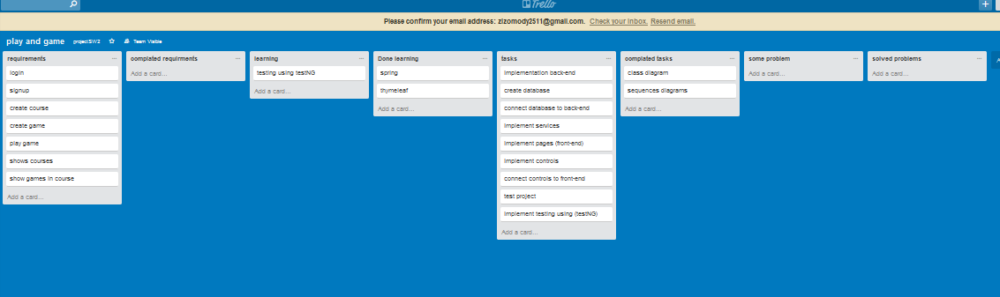 Trello
Please confirm your email address: zizomody2511@gmail.com. Check your inbox. Resend email.
play and game projectSW2 Team Visible
requirements
login
signup
create course
create game
play game
shows courses
show games in course
Add a card...
complated requirments
Add a card...
learning
testing using testNG
Add a card...
Done learning
spring
thymeleaf
Add a card...
tasks
implementation back-end
create database
connect database to back-end
implement services
implement pages (front-end)
implement controls
connect controls to front-end
test project
implement testing using (testNG)
Add a card...
complated tasks
class diagram
sequences diagrams
Add a card...
some problem
Add a card...
solved problems
Add a card...